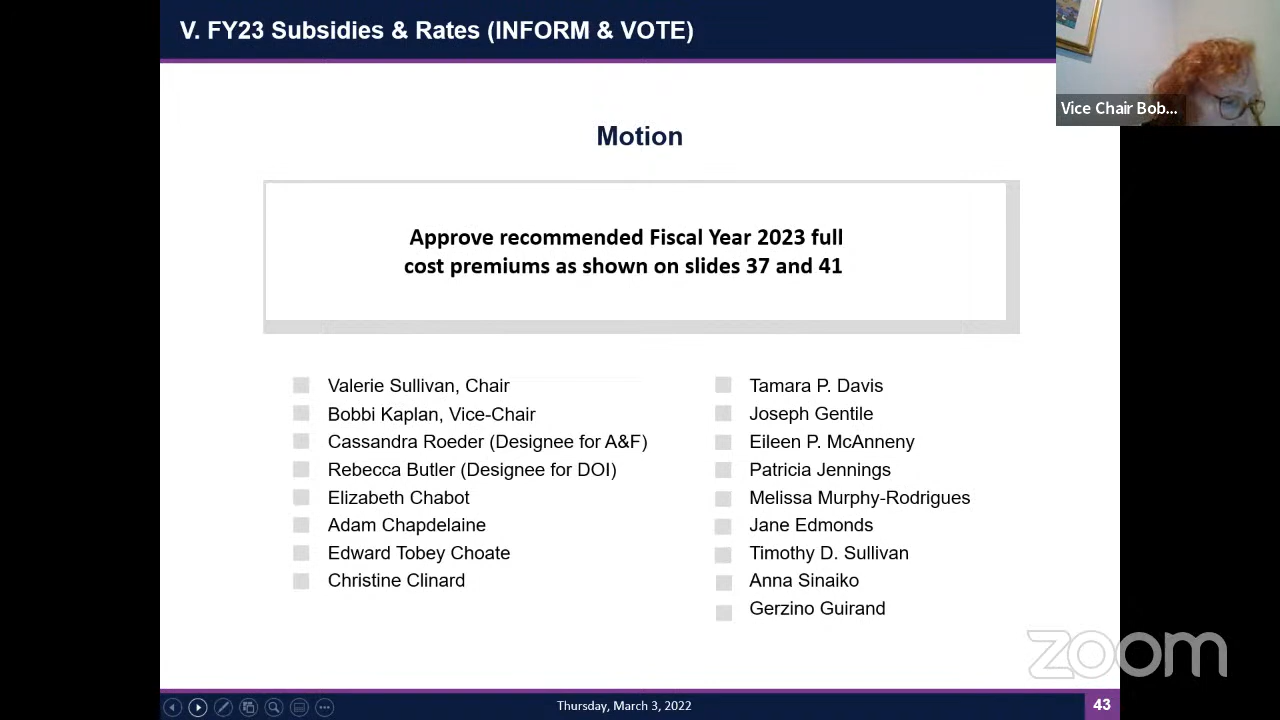 V. FY23 Subsidies & Rates (INFORM & VOTE)
Vice Chair Bob...
Motion
Approve recommended Fiscal Year 2023 full
cost premiums as shown on slides 37 and 41
Valerie Sullivan, Chair
Bobbi Kaplan, Vice-Chair
Cassandra Roeder (Designee for A&F)
Rebecca Butler (Designee for DOI)
Elizabeth Chabot
Adam Chapdelaine
Edward Tobey Choate
Christine Clinard
Tamara P. Davis
Joseph Gentile
Eileen P. McAnneny
Patricia Jennings
Melissa Murphy-Rodrigues
Jane Edmonds
Timothy D. Sullivan
Anna Sinaiko
Gerzino Guirand
zoom
Thursday, March 3, 2022
43